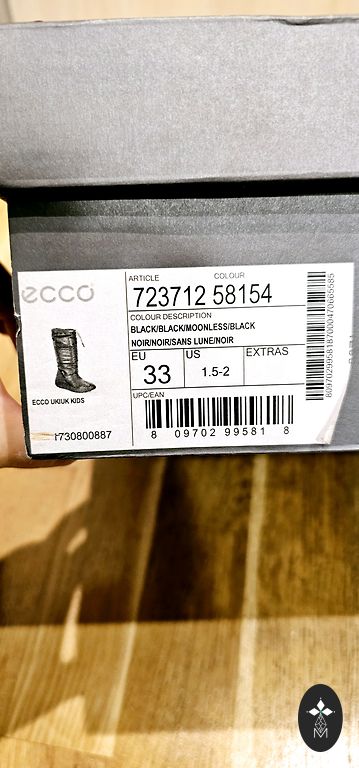 ecco
ARTICLE COLOUR
723712 58154
COLOUR DESCRIPTION
BLACK/BLACK/MOONLESS/BLACK
NOIR/NOIR/SANS LUNE/NOIR
EU US EXTRAS
33 1.5-2
ECCO UKIUK KIDS
UPC/EAN
t730800887
8 09702 99581 8
M